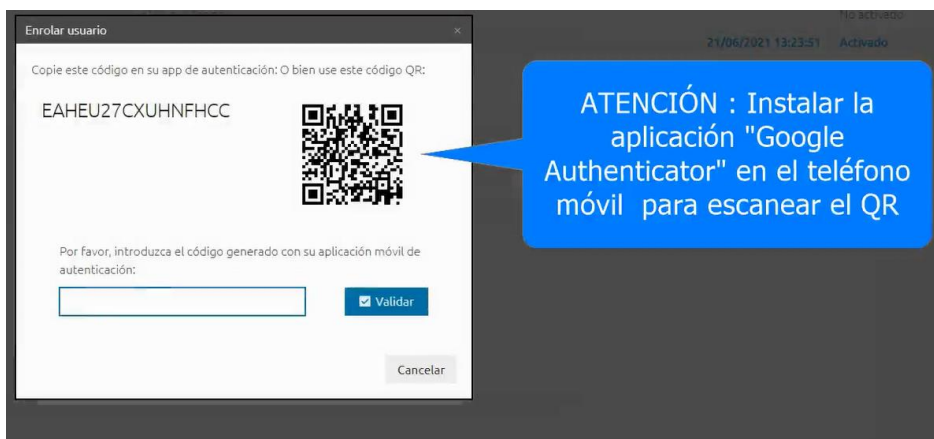 No activado
Enrolar usuario
×
21/06/2021 13:23:51 Activado
Copie este código en su app de autenticación: O bien use este código QR:
EAHEU27CXUHNFHCC
ATENCIÓN : Instalar la
aplicación "Google
Authenticator" en el teléfono
móvil para escanear el QR
Por favor, introduzca el código generado con su aplicación móvil de
autenticación:
Validar
Cancelar